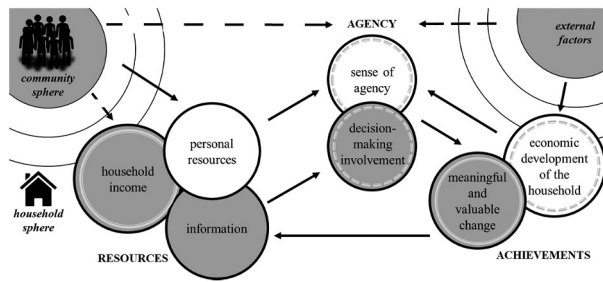 AGENCY
community
sphere
external
factors
sense of
agency
decision-
making
involvement
personal
resources
household
income
information
economic
development
of the
household
meaningful
and
valuable
change
household
sphere
RESOURCES
ACHIEVEMENTS